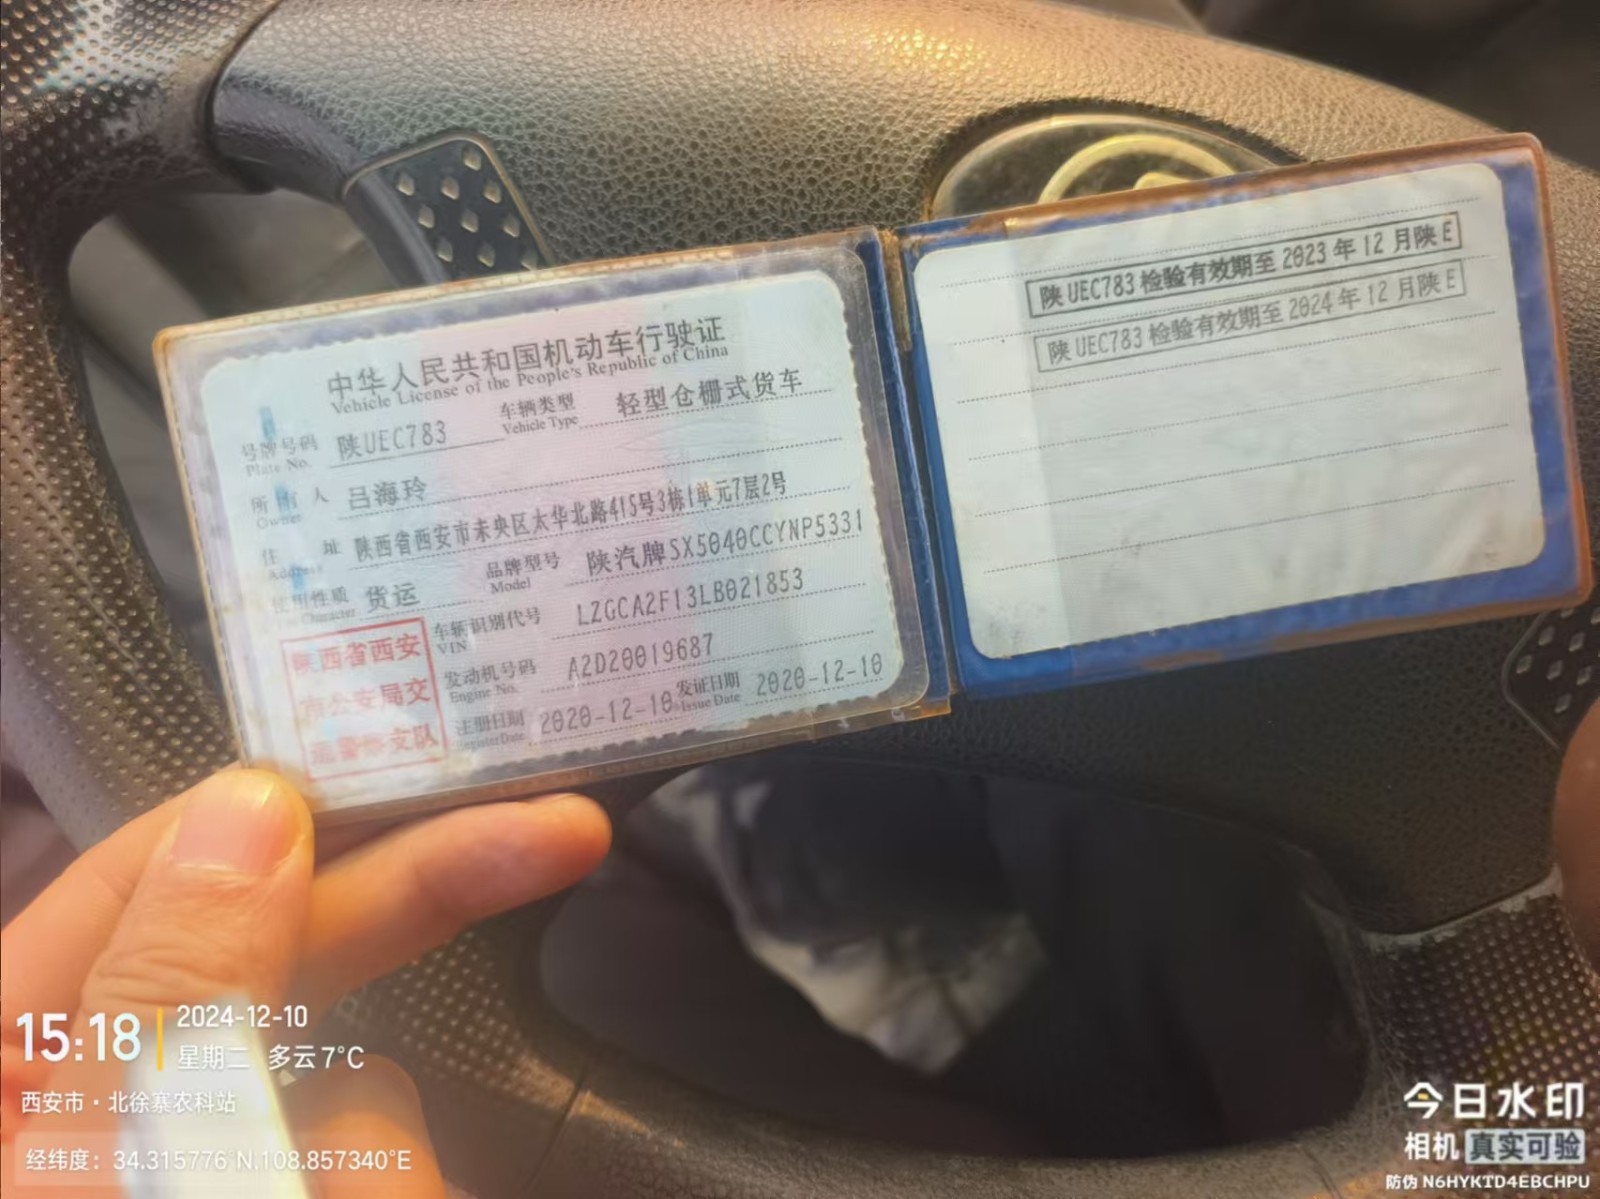 中华人民共和国机动车行驶证
Vehicle License of the People's Republic of China
号牌号码 陕UEC783 车辆类型 轻型仓栅式货车
Plate No. Vehicle Type
所有人 吕海玲
Owner
住址 陕西省西安市未央区太华北路415号3栋1单元7层2号
Address
使用性质 货运 品牌型号 陕汽牌SX5040CCYNP5331
Use Character Model
车辆识别代号 LZGCA2F13LB021853
VIN
发动机号码 A2D20019687
Engine No.
注册日期 2020-12-10 发证日期 2020-12-10
Register Date Issue Date
陕西省西安
市公安局交
通警察支队
陕UEC783检验有效期至2023年12月陕E
陕UEC783检验有效期至2024年12月陕E
15:18 2024-12-10
星期二 多云 7°C
西安市·北徐寨农科站
经纬度：34.315776°N,108.857340°E
今日水印
相机 真实可验
防伪 N6HYKTD4EBCHPU